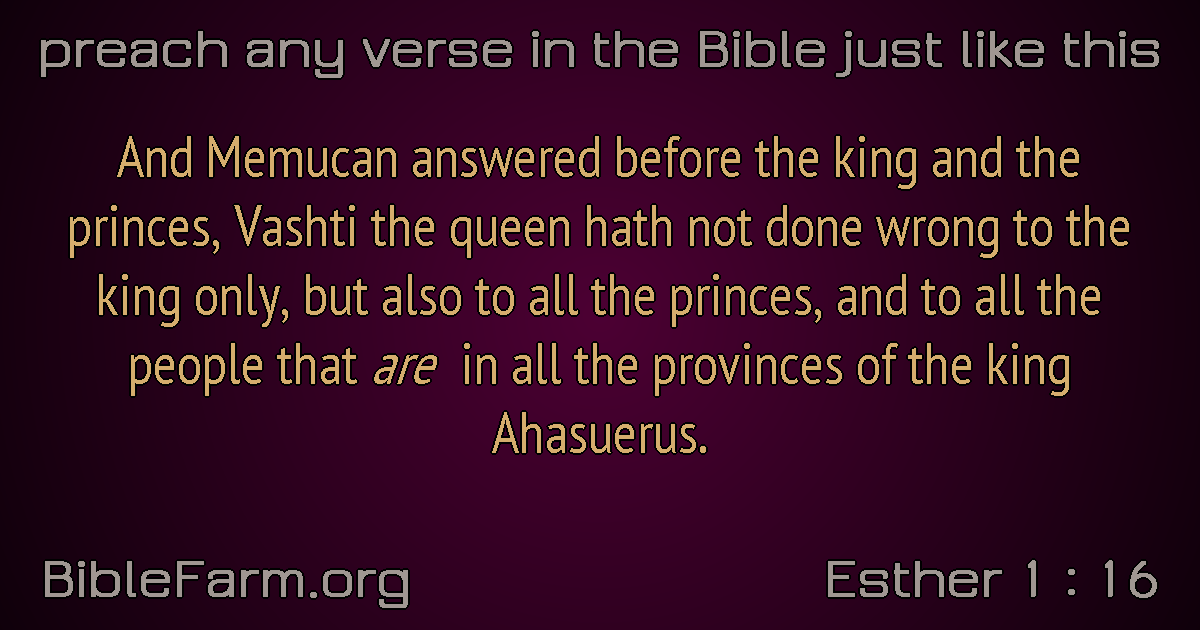 preach any verse in the Bible just like this
And Memucan answered before the king and the
princes, Vashti the queen hath not done wrong to the
king only, but also to all the princes, and to all the
people that are in all the provinces of the king
Ahasuerus.
BibleFarm.org
Esther 1 : 16